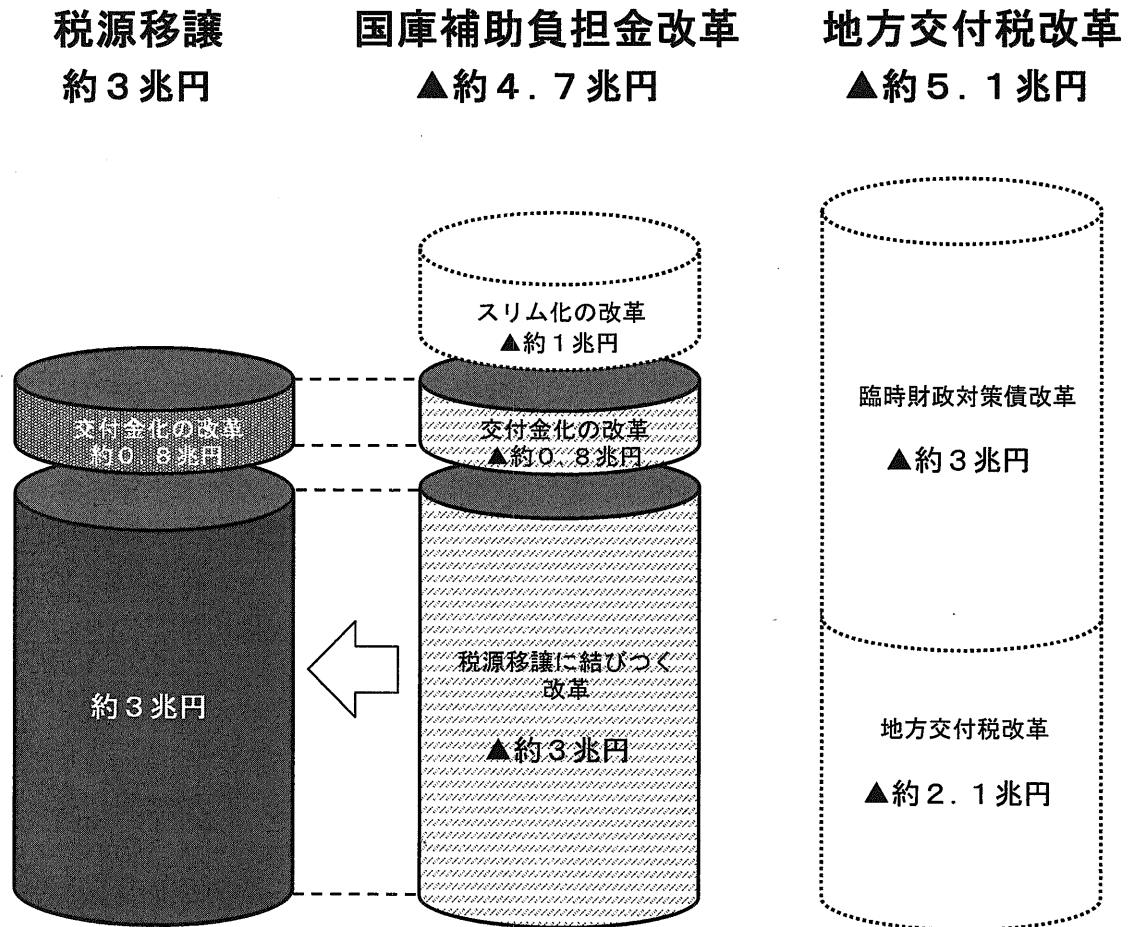 税源移譲
約3兆円
国庫補助負担金改革
▲約4.7兆円
地方交付税改革
▲約5.1兆円
交付金化の改革
約0.8兆円
約3兆円
スリム化の改革
▲約1兆円
交付金化の改革
▲約0.8兆円
税源移譲に結びつく
改革
▲約3兆円
臨時財政対策債改革
▲約3兆円
地方交付税改革
▲約2.1兆円